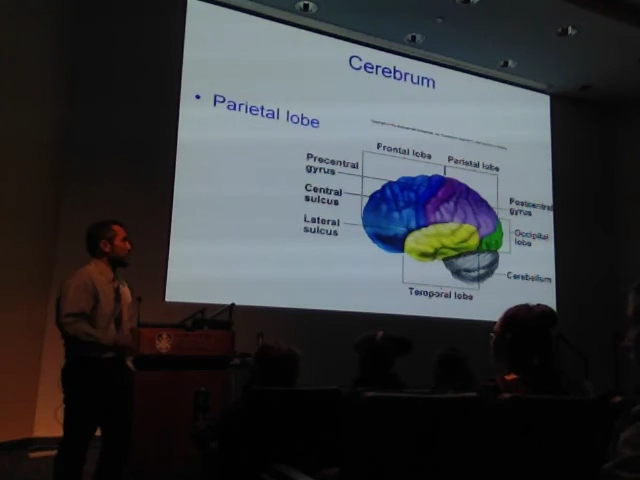 Cerebrum
• Parietal lobe
Frontal lobe
Parietal lobe
Precentral
gyrus
Central
sulcus
Lateral
sulcus
Postcentral
gyrus
Occipital
lobe
Cerebellum
Temporal lobe